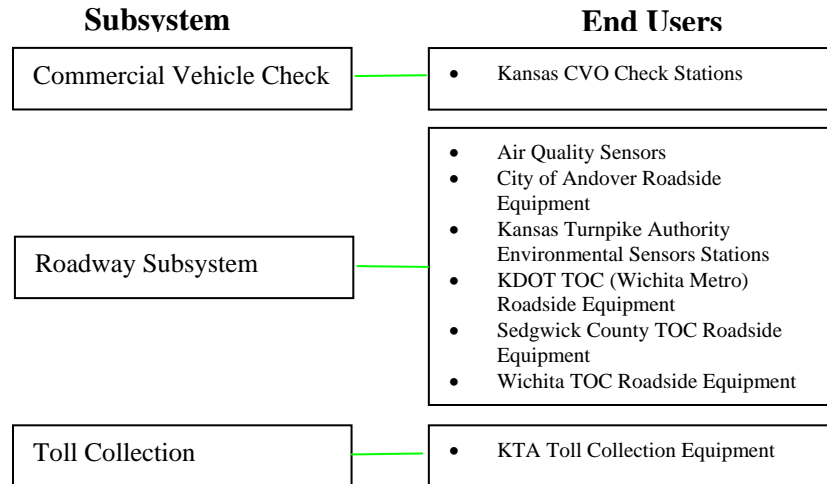 Subsystem
End Users
Commercial Vehicle Check
• Kansas CVO Check Stations
Roadway Subsystem
• Air Quality Sensors
• City of Andover Roadside
Equipment
• Kansas Turnpike Authority
Environmental Sensors Stations
• KDOT TOC (Wichita Metro)
Roadside Equipment
• Sedgwick County TOC Roadside
Equipment
• Wichita TOC Roadside Equipment
Toll Collection
• KTA Toll Collection Equipment